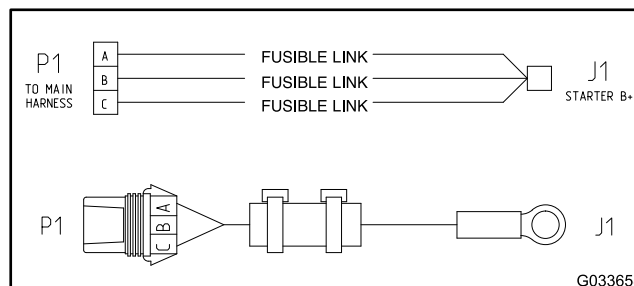 P1
TO MAIN
HARNESS
A
B
C
FUSIBLE LINK
FUSIBLE LINK
FUSIBLE LINK
J1
STARTER B+
P1
A
B
C
J1
G03365